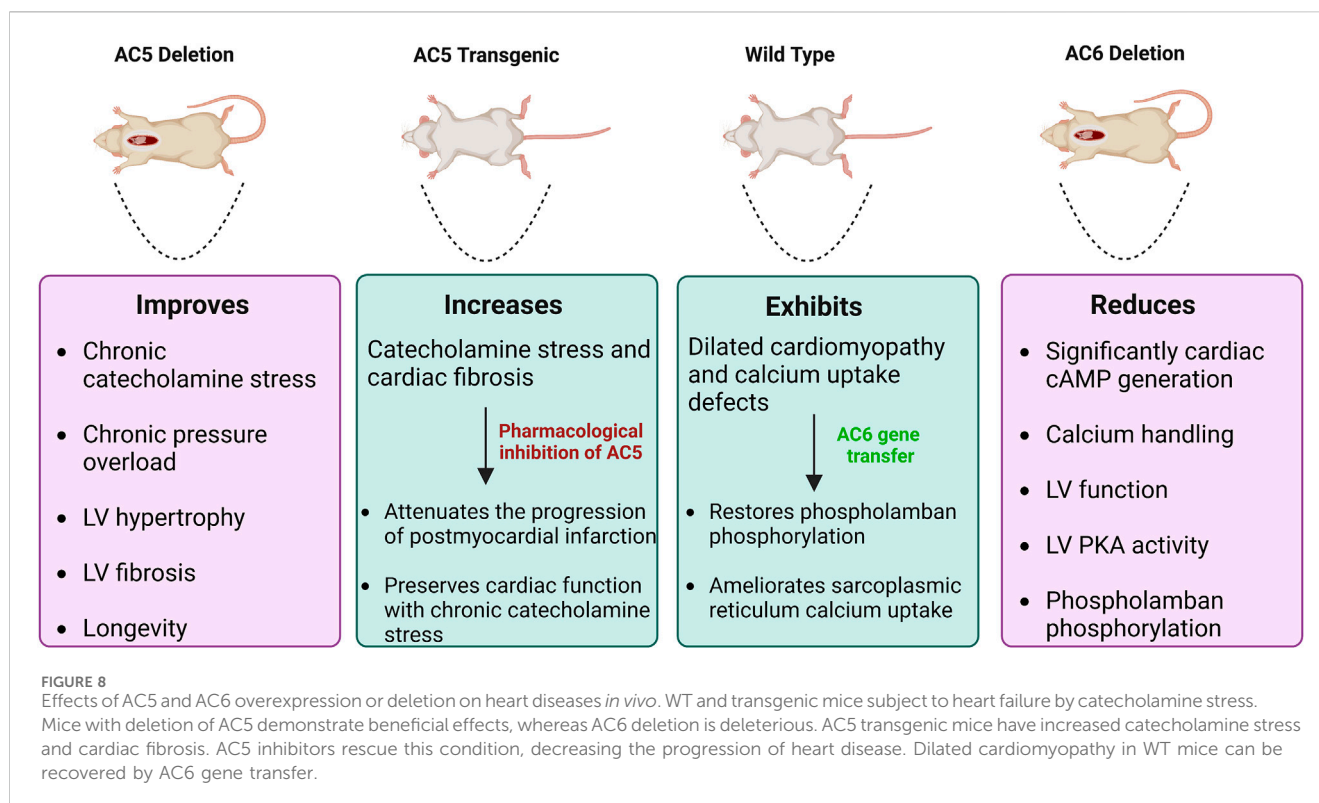 AC5 Deletion
AC5 Transgenic
Wild Type
AC6 Deletion
Improves
• Chronic
catecholamine stress
• Chronic pressure
overload
• LV hypertrophy
• LV fibrosis
• Longevity
Increases
Catecholamine stress and
cardiac fibrosis
Pharmacological
inhibition of AC5
• Attenuates the progression
of postmyocardial infarction
• Preserves cardiac function
with chronic catecholamine
stress
Exhibits
Dilated cardiomyopathy
and calcium uptake
defects
AC6 gene
transfer
• Restores phospholamban
phosphorylation
• Ameliorates sarcoplasmic
reticulum calcium uptake
Reduces
• Significantly cardiac
cAMP generation
• Calcium handling
• LV function
• LV PKA activity
• Phospholamban
phosphorylation
FIGURE 8
Effects of AC5 and AC6 overexpression or deletion on heart diseases in vivo. WT and transgenic mice subject to heart failure by catecholamine stress.
Mice with deletion of AC5 demonstrate beneficial effects, whereas AC6 deletion is deleterious. AC5 transgenic mice have increased catecholamine stress
and cardiac fibrosis. AC5 inhibitors rescue this condition, decreasing the progression of heart disease. Dilated cardiomyopathy in WT mice can be
recovered by AC6 gene transfer.